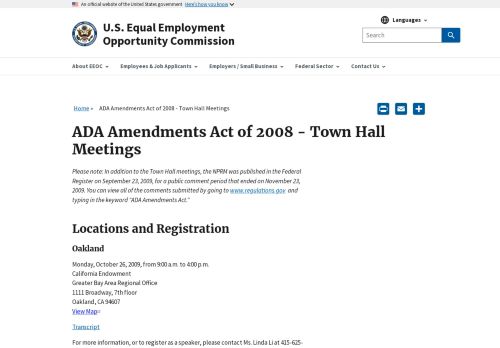 An official website of the United States government Here's how you know
Languages
U.S. Equal Employment
Opportunity Commission
Search
About EEOC
Employees & Job Applicants
Employers / Small Business
Federal Sector
Contact Us
Home » ADA Amendments Act of 2008 - Town Hall Meetings
ADA Amendments Act of 2008 - Town Hall
Meetings
Please note: In addition to the Town Hall meetings, the NPRM was published in the Federal
Register on September 23, 2009, for a public comment period that ended on November 23,
2009. You can view all of the comments submitted by going to www.regulations.gov and
typing in the keyword "ADA Amendments Act."
Locations and Registration
Oakland
Monday, October 26, 2009, from 9:00 a.m. to 4:00 p.m.
California Endowment
Greater Bay Area Regional Office
1111 Broadway, 7th floor
Oakland, CA 94607
View Map
Transcript
For more information, or to register as a speaker, please contact Ms. Linda Li at 415-625-